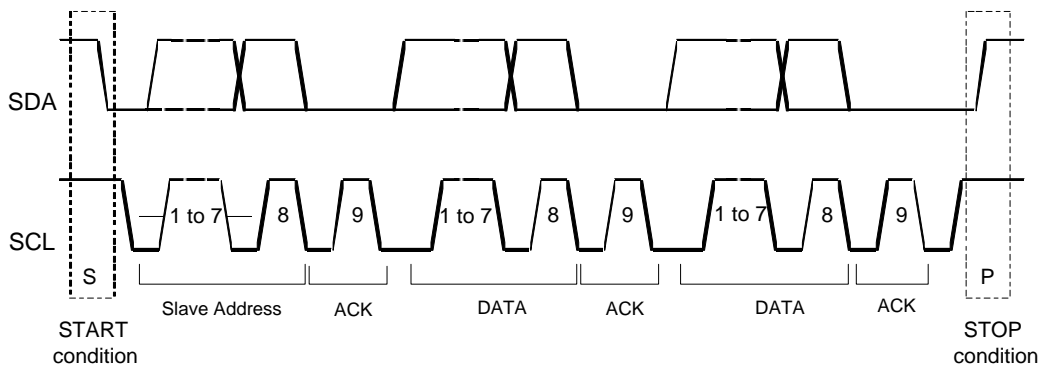 SDA
SCL
1 to 7 8 9 1 to 7 8 9 1 to 7 8 9
S P
Slave Address ACK DATA ACK DATA ACK
START
condition
STOP
condition